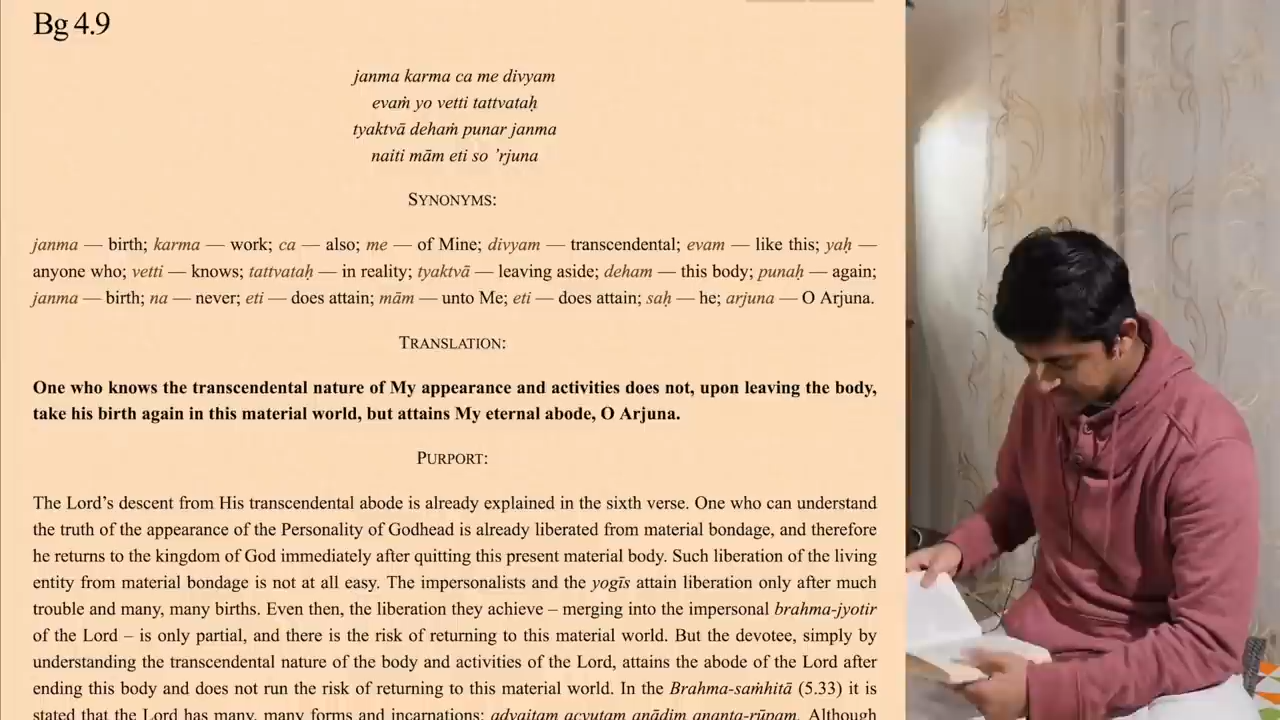 Bg 4.9
janma karma ca me divyam
evaṁ yo vetti tattvataḥ
tyaktvā dehaṁ punar janma
naiti mām eti so ’rjuna
SYNONYMS:
janma — birth; karma — work; ca — also; me — of Mine; divyam — transcendental; evam — like this; yaḥ —
anyone who; vetti — knows; tattvataḥ — in reality; tyaktvā — leaving aside; deham — this body; punaḥ — again;
janma — birth; na — never; eti — does attain; mām — unto Me; eti — does attain; saḥ — he; arjuna — O Arjuna.
TRANSLATION:
One who knows the transcendental nature of My appearance and activities does not, upon leaving the body,
take his birth again in this material world, but attains My eternal abode, O Arjuna.
PURPORT:
The Lord’s descent from His transcendental abode is already explained in the sixth verse. One who can understand
the truth of the appearance of the Personality of Godhead is already liberated from material bondage, and therefore
he returns to the kingdom of God immediately after quitting this present material body. Such liberation of the living
entity from material bondage is not at all easy. The impersonalists and the yogīs attain liberation only after much
trouble and many, many births. Even then, the liberation they achieve – merging into the impersonal brahma-jyotir
of the Lord – is only partial, and there is the risk of returning to this material world. But the devotee, simply by
understanding the transcendental nature of the body and activities of the Lord, attains the abode of the Lord after
ending this body and does not run the risk of returning to this material world. In the Brahma-saṁhitā (5.33) it is
stated that the Lord has many, many forms and incarnations: advaitam acyutam anādim ananta-rūpam. Although